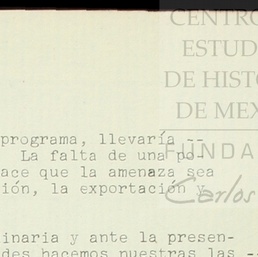 CENTRO
ESTUD
DE HISTO
DE MEX
FUNDA
Carlos
programa, llevaría --
La falta de una po-
ace que la amenaza sea
ión, la exportación y
inaria y ante la presen-
des hacemos nuestras las -